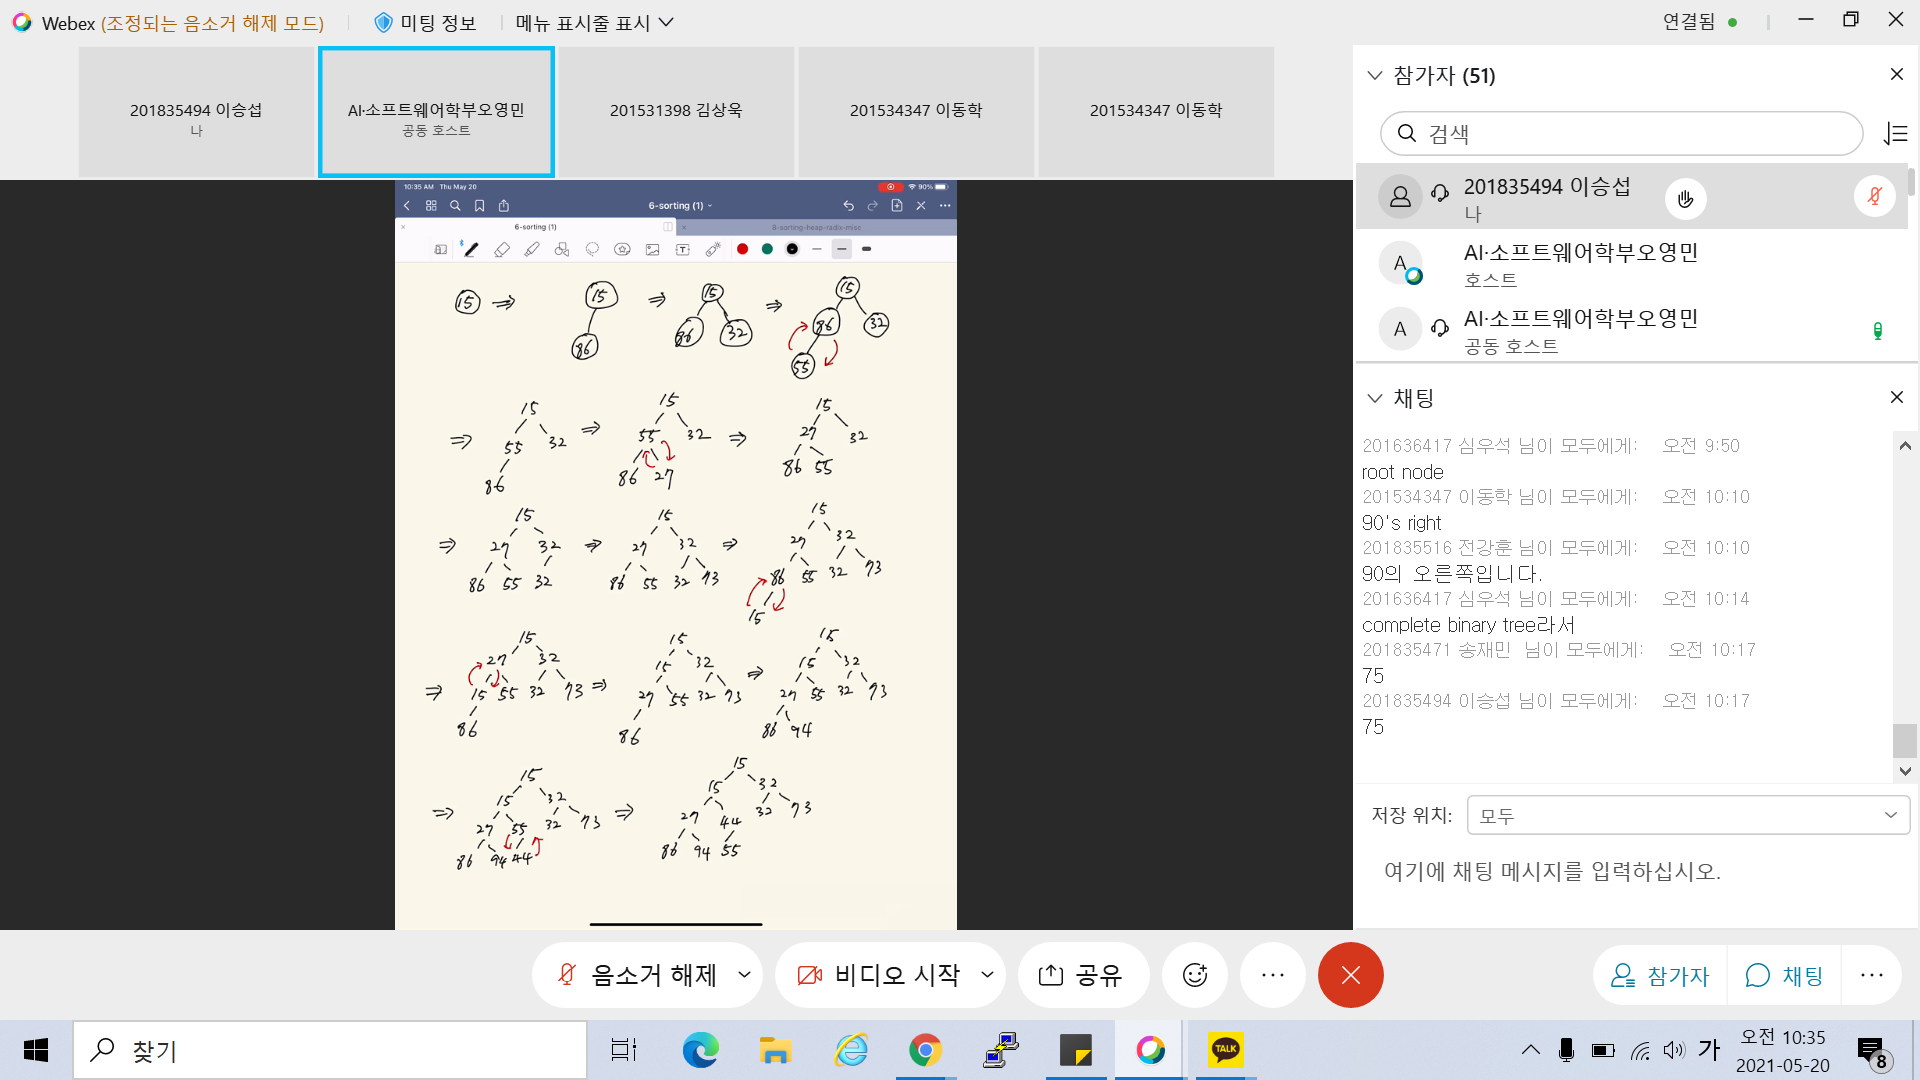 Webex (조정되는 음소거 해제 모드)
미팅 정보
메뉴 표시줄 표시
연결됨
201835494 이승섭
나
AI·소프트웨어학부오영민
공동 호스트
201531398 김상욱
201534347 이동학
201534347 이동학
10:35 AM Thu May 20
90%
6-sorting (1)
6-sorting (1)
8-sorting-heap-radix-misc
15 ⇒ 15 ⇒ 15 ⇒ 15
86 86 32 86 32
55
⇒ 15 ⇒ 15 ⇒ 15
55 32 55 32 27 32
86 86 27 86 55
⇒ 15 ⇒ 15 ⇒ 15
27 32 27 32 27 32
86 55 32 86 55 32 73 86 55 32 73
15
⇒ 15 ⇒ 15 ⇒ 15
27 32 15 32 15 32
15 55 32 73 27 55 32 73 27 55 32 73
86 86 86 94
⇒ 15 ⇒ 15
15 32 15 32
27 55 32 73 27 44 32 73
86 94 44 86 94 55
참가자 (51)
검색
201835494 이승섭
나
A
AI·소프트웨어학부오영민
호스트
A
AI·소프트웨어학부오영민
공동 호스트
채팅
201636417 심우석 님이 모두에게: 오전 9:50
root node
201534347 이동학 님이 모두에게: 오전 10:10
90's right
201835516 전강훈 님이 모두에게: 오전 10:10
90의 오른쪽입니다.
201636417 심우석 님이 모두에게: 오전 10:14
complete binary tree라서
201835471 송재민 님이 모두에게: 오전 10:17
75
201835494 이승섭 님이 모두에게: 오전 10:17
75
저장 위치: 모두
여기에 채팅 메시지를 입력하십시오.
음소거 해제
비디오 시작
공유
참가자
채팅
찾기
TALK
가
오전 10:35
2021-05-20
8